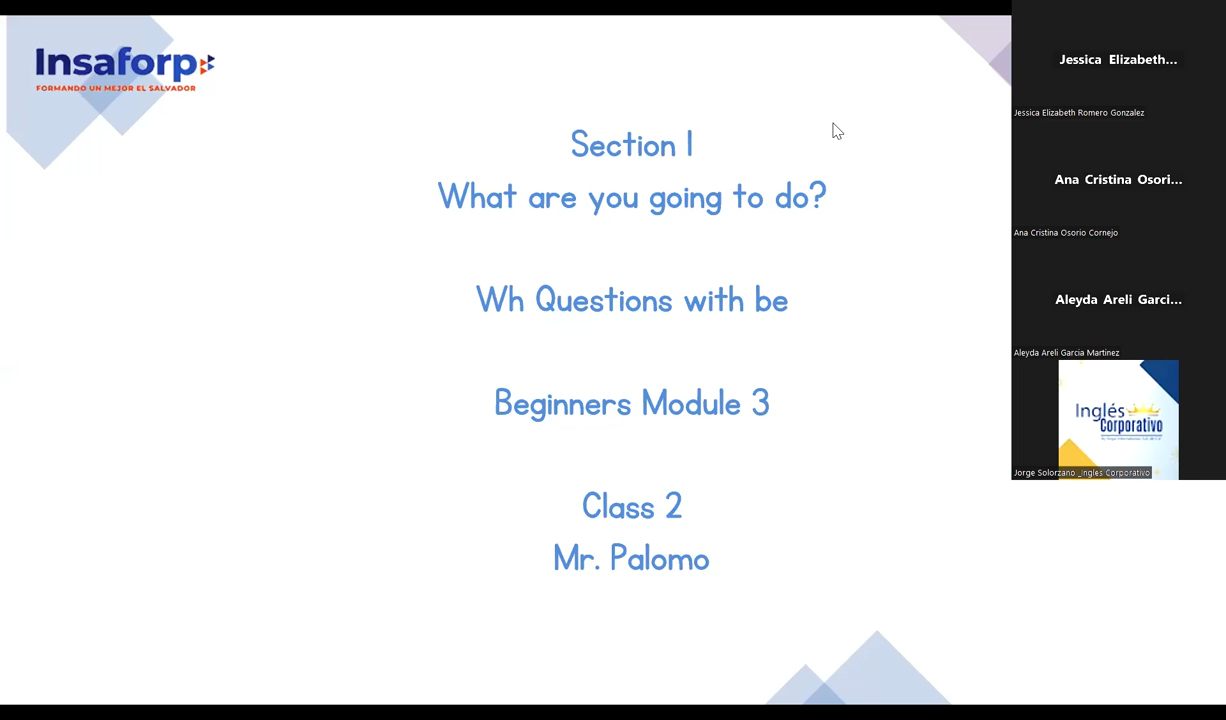 Insaforp
FORMANDO UN MEJOR EL SALVADOR
Section 1
What are you going to do?
Wh Questions with be
Beginners Module 3
Class 2
Mr. Palomo
Jessica Elizabeth...
Jessica Elizabeth Romero Gonzalez
Ana Cristina Osori...
Ana Cristina Osorio Cornejo
Aleyda Areli Garci...
Aleyda Areli Garcia Martinez
Inglés
Corporativo
Jorge Solorzano _Ingles Corporativo